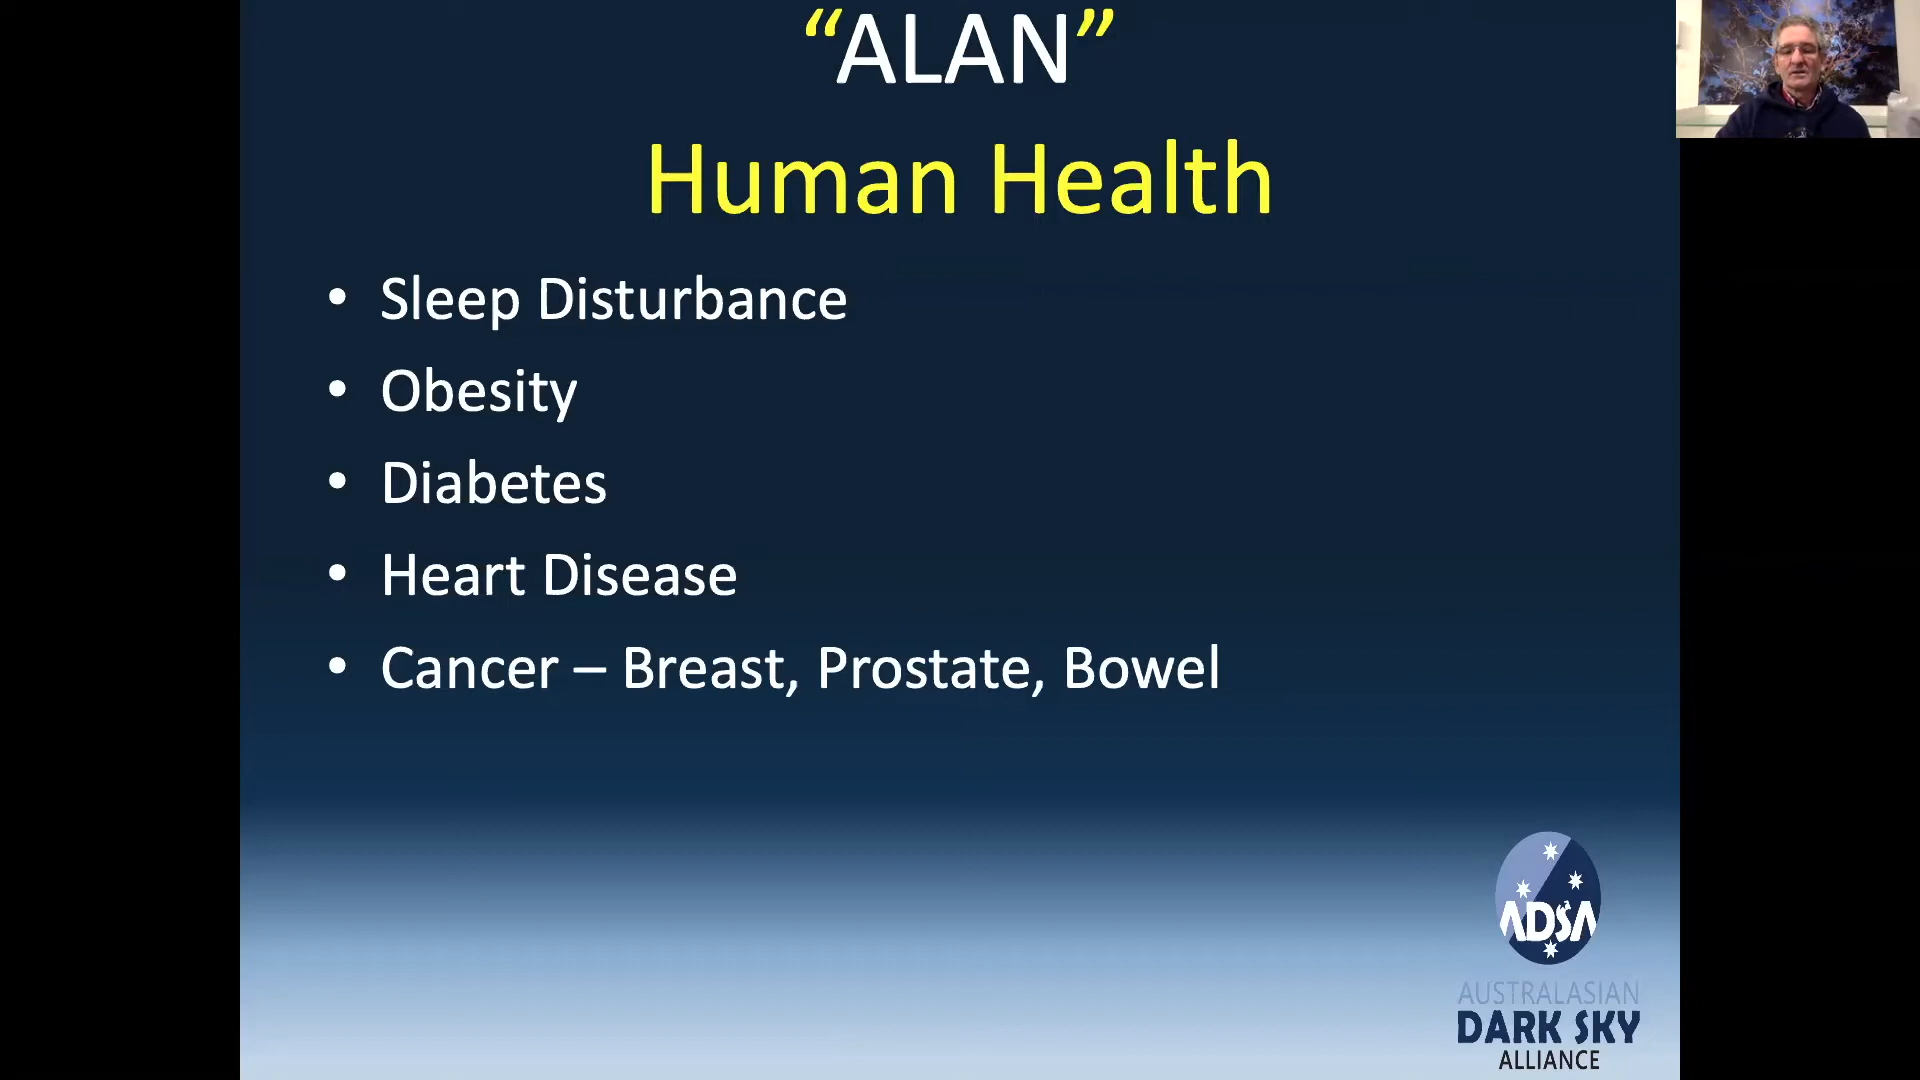 “ALAN”
Human Health
• Sleep Disturbance
• Obesity
• Diabetes
• Heart Disease
• Cancer – Breast, Prostate, Bowel
ADSA
AUSTRALASIAN
DARK SKY
ALLIANCE